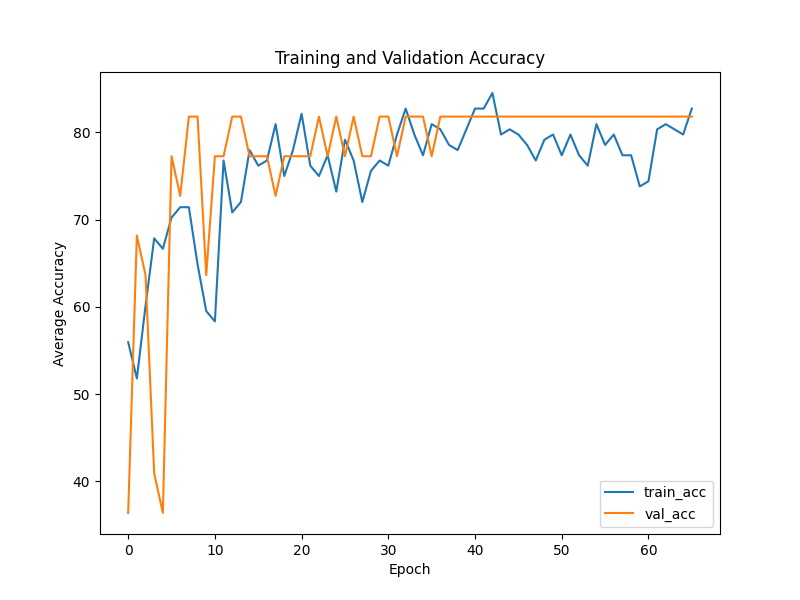 Training and Validation Accuracy
Average Accuracy
80
70
60
50
40
0 10 20 30 40 50 60
Epoch
train_acc
val_acc